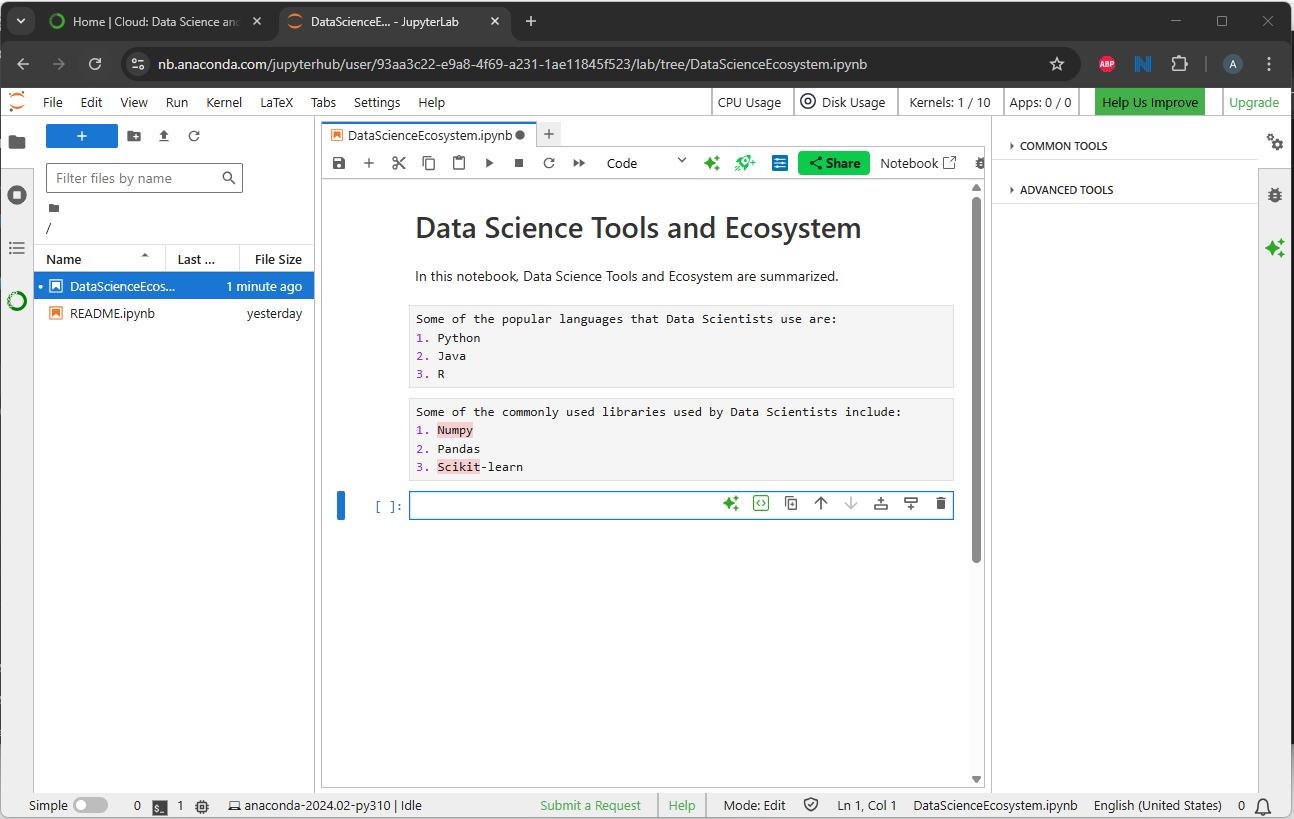 Home | Cloud: Data Science and
DataScienceE... - JupyterLab
nb.anaconda.com/jupyterhub/user/93aa3c22-e9a8-4f69-a231-1ae11845f523/lab/tree/DataScienceEcosystem.ipynb
ABP
N
A
File Edit View Run Kernel LaTeX Tabs Settings Help
CPU Usage Disk Usage Kernels: 1 / 10 Apps: 0 / 0 Help Us Improve Upgrade
Filter files by name
/
Name Last ... File Size
DataScienceEcos... 1 minute ago
README.ipynb yesterday
DataScienceEcosystem.ipynb
Code Share Notebook
Data Science Tools and Ecosystem
In this notebook, Data Science Tools and Ecosystem are summarized.
Some of the popular languages that Data Scientists use are:
1. Python
2. Java
3. R
Some of the commonly used libraries used by Data Scientists include:
1. Numpy
2. Pandas
3. Scikit-learn
[ ]:
COMMON TOOLS
ADVANCED TOOLS
Simple 0 1 anaconda-2024.02-py310 | Idle Submit a Request Help Mode: Edit Ln 1, Col 1 DataScienceEcosystem.ipynb English (United States) 0